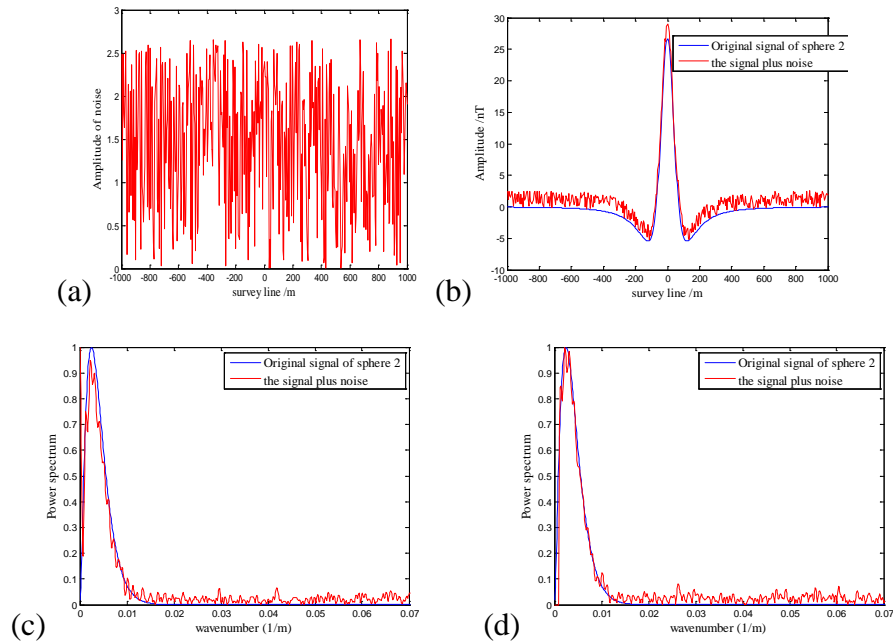 3
2.5
2
1.5
1
0.5
0
Amplitude of noise
-1000 -800 -600 -400 -200 0 200 400 600 800 1000
survey line /m
(a)
30
25
20
15
10
5
0
-5
-10
Amplitude /nT
Original signal of sphere 2
the signal plus noise
-1000 -800 -600 -400 -200 0 200 400 600 800 1000
survey line /m
(b)
1
0.9
0.8
0.7
0.6
0.5
0.4
0.3
0.2
0.1
0
Power spectrum
Original signal of sphere 2
the signal plus noise
0 0.01 0.02 0.03 0.04 0.05 0.06 0.07
wavenumber (1/m)
(c)
1
0.9
0.8
0.7
0.6
0.5
0.4
0.3
0.2
0.1
0
Power spectrum
Original signal of sphere 2
the signal plus noise
0 0.01 0.02 0.03 0.04 0.05 0.06 0.07
wavenumber (1/m)
(d)